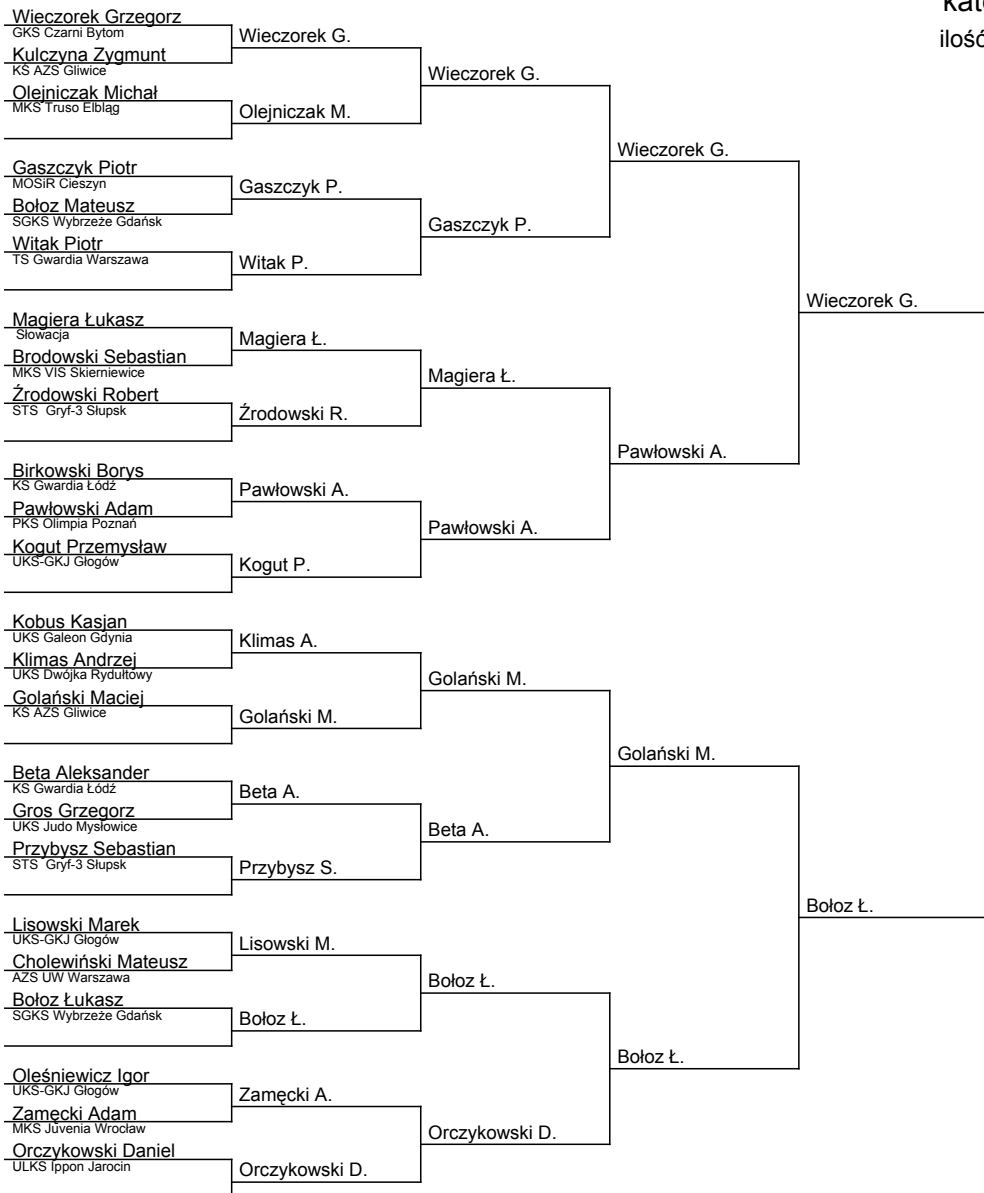 kat
ilość
Wieczorek Grzegorz
GKS Czarni Bytom
Wieczorek G.
Kulczyna Zygmunt
KŚ AZS Gliwice
Wieczorek G.
Olejniczak Michał
MKS Truso Elbląg
Olejniczak M.
Wieczorek G.
Gaszczyk Piotr
MOSiR Cieszyn
Gaszczyk P.
Bołoz Mateusz
SGKS Wybrzeże Gdańsk
Gaszczyk P.
Witak Piotr
TS Gwardia Warszawa
Witak P.
Wieczorek G.
Magiera Łukasz
Słowacja
Magiera Ł.
Brodowski Sebastian
MKS VIS Skierniewice
Magiera Ł.
Źrodowski Robert
STS Gryf-3 Słupsk
Źrodowski R.
Pawłowski A.
Birkowski Borys
KS Gwardia Łódź
Pawłowski A.
Pawłowski Adam
PKS Olimpia Poznań
Pawłowski A.
Kogut Przemysław
UKS-GKJ Głogów
Kogut P.
Kobus Kasjan
UKS Galeon Gdynia
Klimas A.
Klimas Andrzej
UKS Dwójka Rydułtowy
Golański M.
Golański Maciej
KS AZS Gliwice
Golański M.
Golański M.
Beta Aleksander
KS Gwardia Łódź
Beta A.
Gros Grzegorz
UKS Judo Mysłowice
Beta A.
Przybysz Sebastian
STS Gryf-3 Słupsk
Przybysz S.
Bołoz Ł.
Lisowski Marek
UKS-GKJ Głogów
Lisowski M.
Cholewiński Mateusz
AZS UW Warszawa
Bołoz Ł.
Bołoz Łukasz
SGKS Wybrzeże Gdańsk
Bołoz Ł.
Bołoz Ł.
Oleśniewicz Igor
UKS-GKJ Głogów
Zamęcki A.
Zamęcki Adam
MKS Juvenia Wrocław
Orczykowski D.
Orczykowski Daniel
ULKS Ippon Jarocin
Orczykowski D.